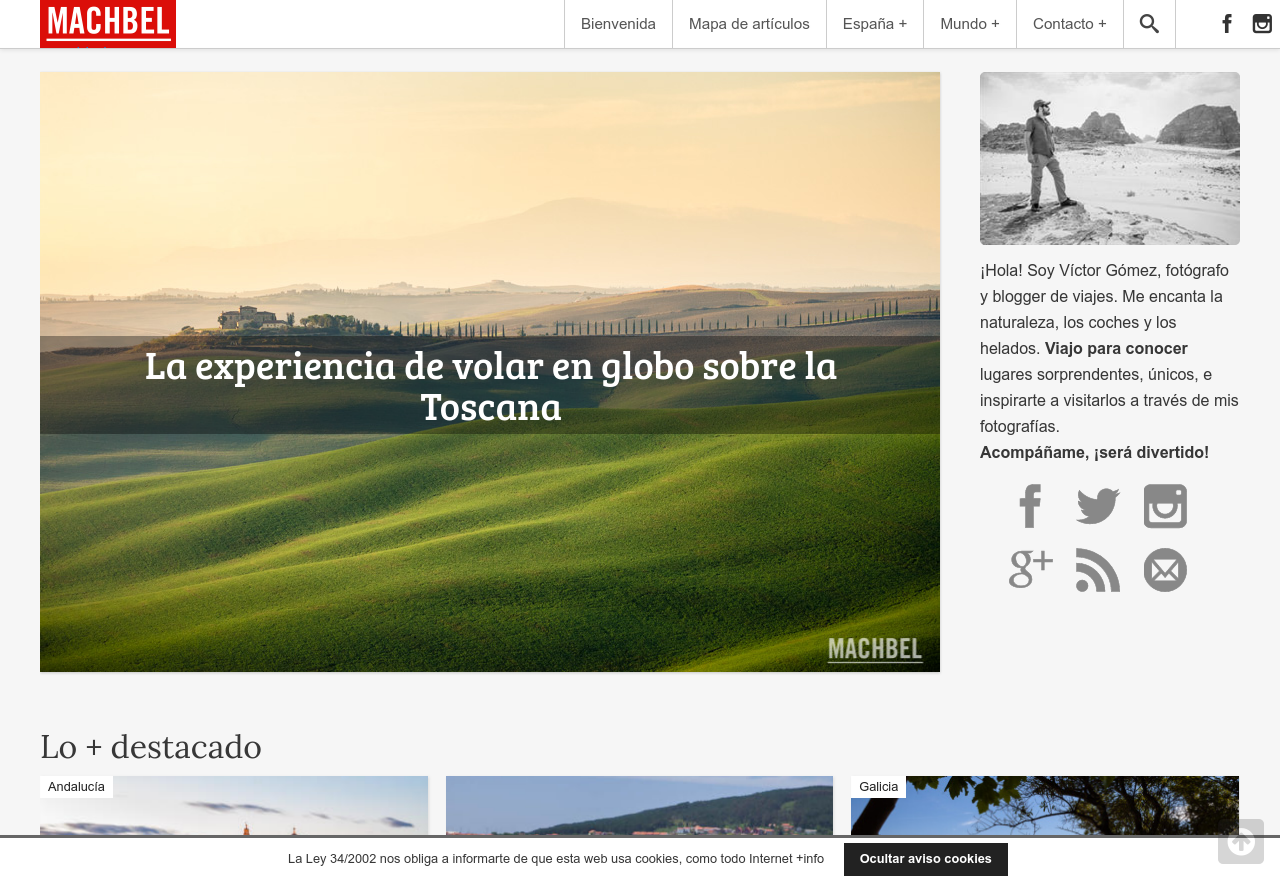 MACHBEL
Bienvenida
Mapa de artículos
España +
Mundo +
Contacto +
La experiencia de volar en globo sobre la
Toscana
MACHBEL
¡Hola! Soy Víctor Gómez, fotógrafo
y blogger de viajes. Me encanta la
naturaleza, los coches y los
helados. Viajo para conocer
lugares sorprendentes, únicos, e
inspirarte a visitarlos a través de mis
fotografías.
Acompáñame, ¡será divertido!
Lo + destacado
Andalucía
Galicia
La Ley 34/2002 nos obliga a informarte de que esta web usa cookies, como todo Internet +info
Ocultar aviso cookies